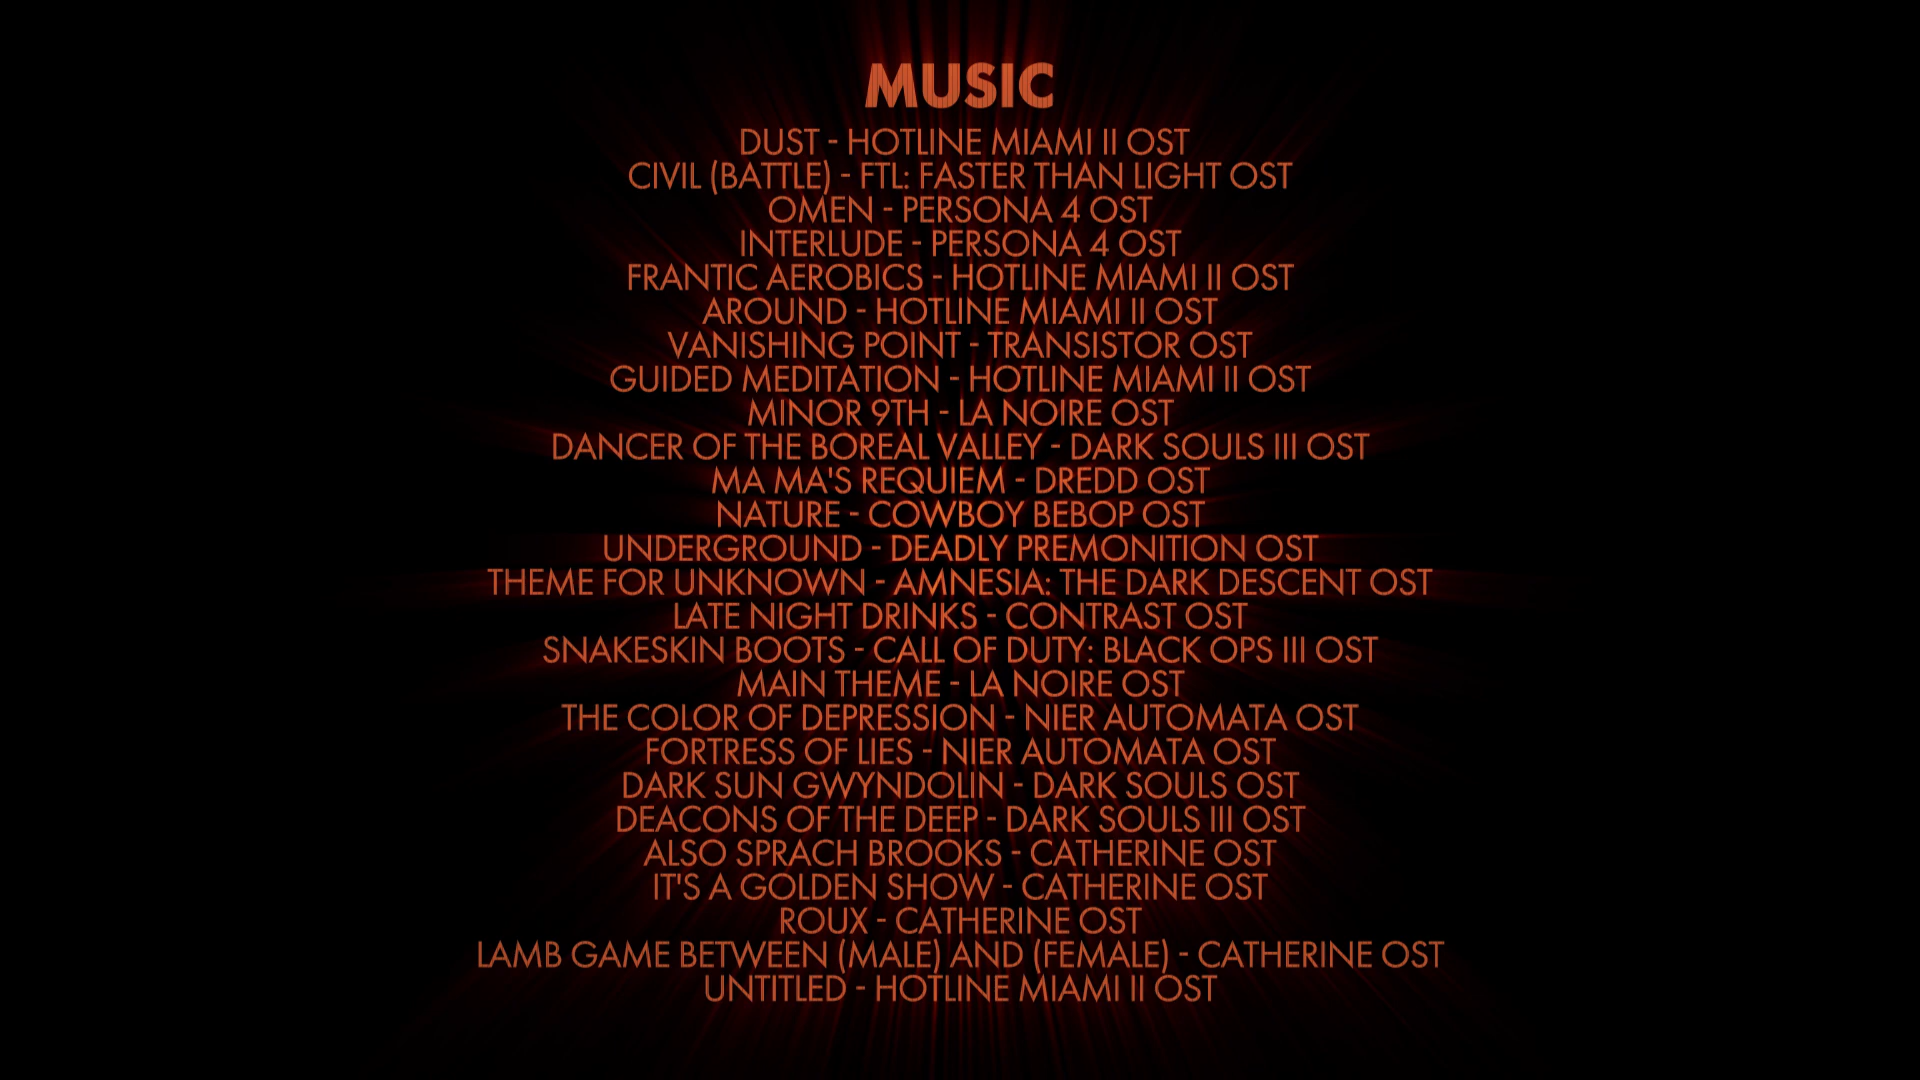 MUSIC
DUST - HOTLINE MIAMI II OST
CIVIL (BATTLE) - FTL: FASTER THAN LIGHT OST
OMEN - PERSONA 4 OST
INTERLUDE - PERSONA 4 OST
FRANTIC AEROBICS - HOTLINE MIAMI II OST
AROUND - HOTLINE MIAMI II OST
VANISHING POINT - TRANSISTOR OST
GUIDED MEDITATION - HOTLINE MIAMI II OST
MINOR 9TH - LA NOIRE OST
DANCER OF THE BOREAL VALLEY - DARK SOULS III OST
MA MA'S REQUIEM - DREDD OST
NATURE - COWBOY BEBOP OST
UNDERGROUND - DEADLY PREMONITION OST
THEME FOR UNKNOWN - AMNESIA: THE DARK DESCENT OST
LATE NIGHT DRINKS - CONTRAST OST
SNAKESKIN BOOTS - CALL OF DUTY: BLACK OPS III OST
MAIN THEME - LA NOIRE OST
THE COLOR OF DEPRESSION - NIER AUTOMATA OST
FORTRESS OF LIES - NIER AUTOMATA OST
DARK SUN GWYNDOLIN - DARK SOULS OST
DEACONS OF THE DEEP - DARK SOULS III OST
ALSO SPRACH BROOKS - CATHERINE OST
IT'S A GOLDEN SHOW - CATHERINE OST
ROUX - CATHERINE OST
LAMB GAME BETWEEN (MALE) AND (FEMALE) - CATHERINE OST
UNTITLED - HOTLINE MIAMI II OST